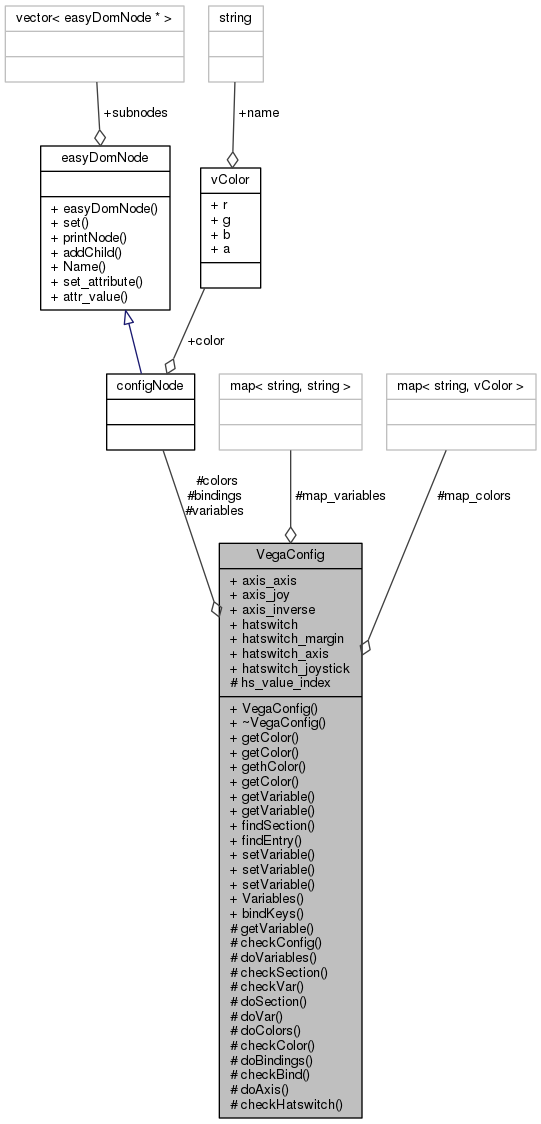 vector< easyDomNode * >
string
+subnodes
+name
easyDomNode
+ easyDomNode()
+ set()
+ printNode()
+ addChild()
+ Name()
+ set_attribute()
+ attr_value()
vColor
+ r
+ g
+ b
+ a
+color
configNode
map< string, string >
map< string, vColor >
#colors
#bindings
#variables
#map_variables
#map_colors
VegaConfig
+ axis_axis
+ axis_joy
+ axis_inverse
+ hatswitch
+ hatswitch_margin
+ hatswitch_axis
+ hatswitch_joystick
# hs_value_index
+ VegaConfig()
+ ~VegaConfig()
+ getColor()
+ getColor()
+ gethColor()
+ getColor()
+ getVariable()
+ getVariable()
+ findSection()
+ findEntry()
+ setVariable()
+ setVariable()
+ setVariable()
+ Variables()
+ bindKeys()
# getVariable()
# checkConfig()
# doVariables()
# checkSection()
# checkVar()
# doSection()
# doVar()
# doColors()
# checkColor()
# doBindings()
# checkBind()
# doAxis()
# checkHatswitch()